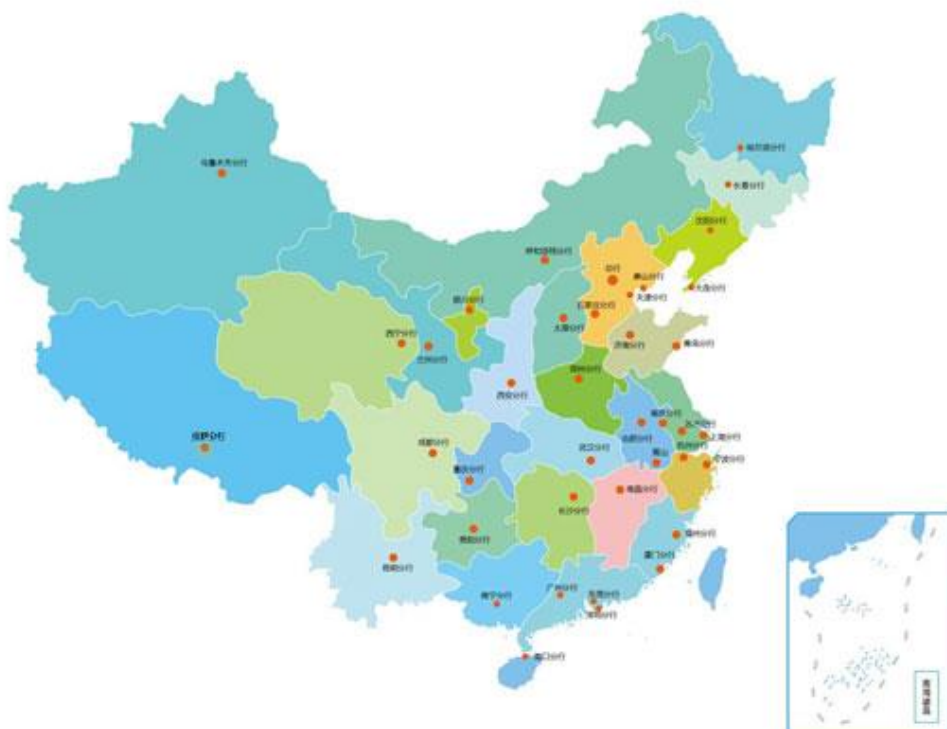 哈尔滨分行
乌鲁木齐分行
长春分行
沈阳分行
呼和浩特分行
总行
唐山分行
大连分行
天津分行
银川分行
石家庄分行
太原分行
西宁分行
兰州分行
济南分行
青岛分行
郑州分行
西安分行
南京分行
苏州分行
上海分行
合肥分行
拉萨分行
成都分行
武汉分行
杭州分行
宁波分行
黄山
重庆分行
南昌分行
长沙分行
贵阳分行
福州分行
昆明分行
厦门分行
南宁分行
广州分行
东莞分行
深圳分行
海口分行
南海诸岛